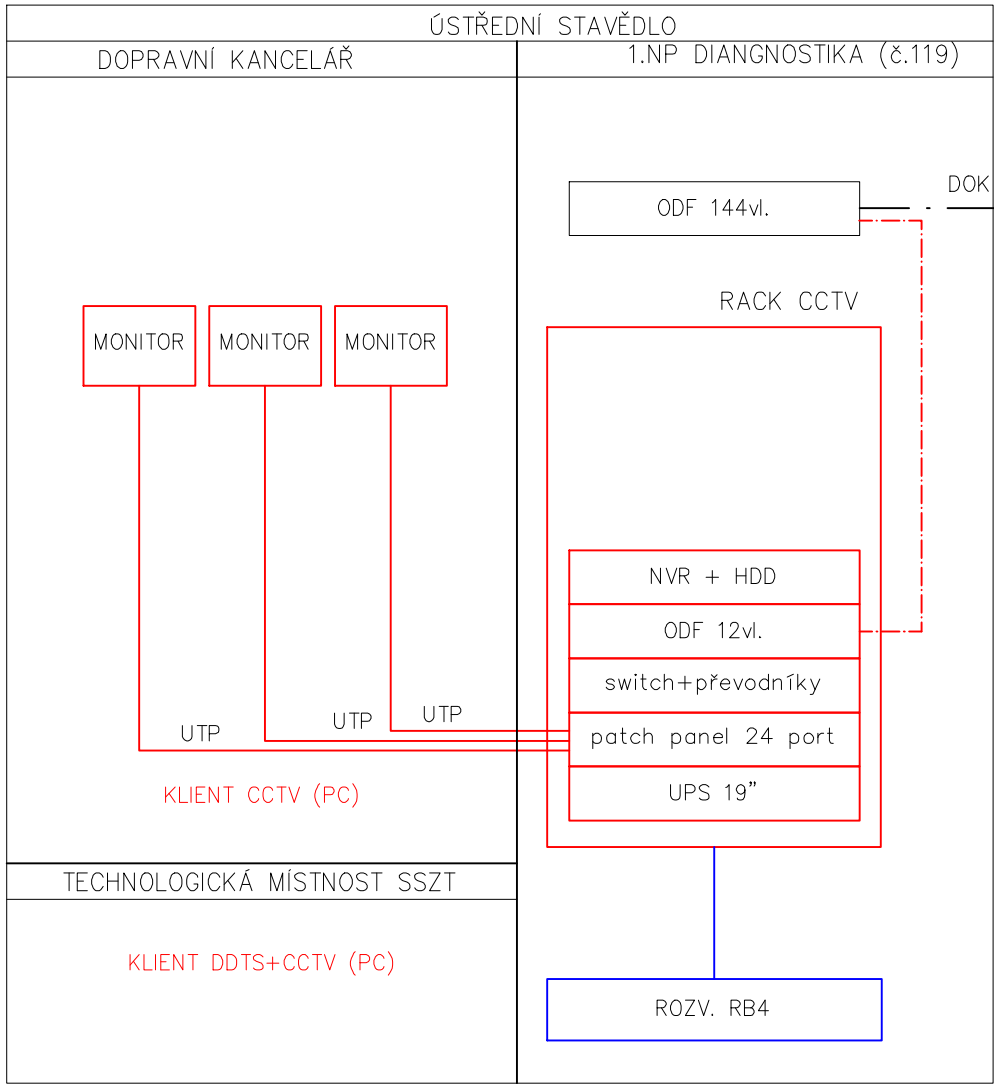 ÚSTŘEDNÍ STAVĚDLO
DOPRAVNÍ KANCELÁŘ
1.NP DIANGNOSTIKA (č.119)
DOK
ODF 144vl.
RACK CCTV
MONITOR
MONITOR
MONITOR
NVR + HDD
ODF 12vl.
switch+převodníky
UTP
UTP
UTP
patch panel 24 port
UPS 19”
KLIENT CCTV (PC)
TECHNOLOGICKÁ MÍSTNOST SSZT
KLIENT DDTS+CCTV (PC)
ROZV. RB4